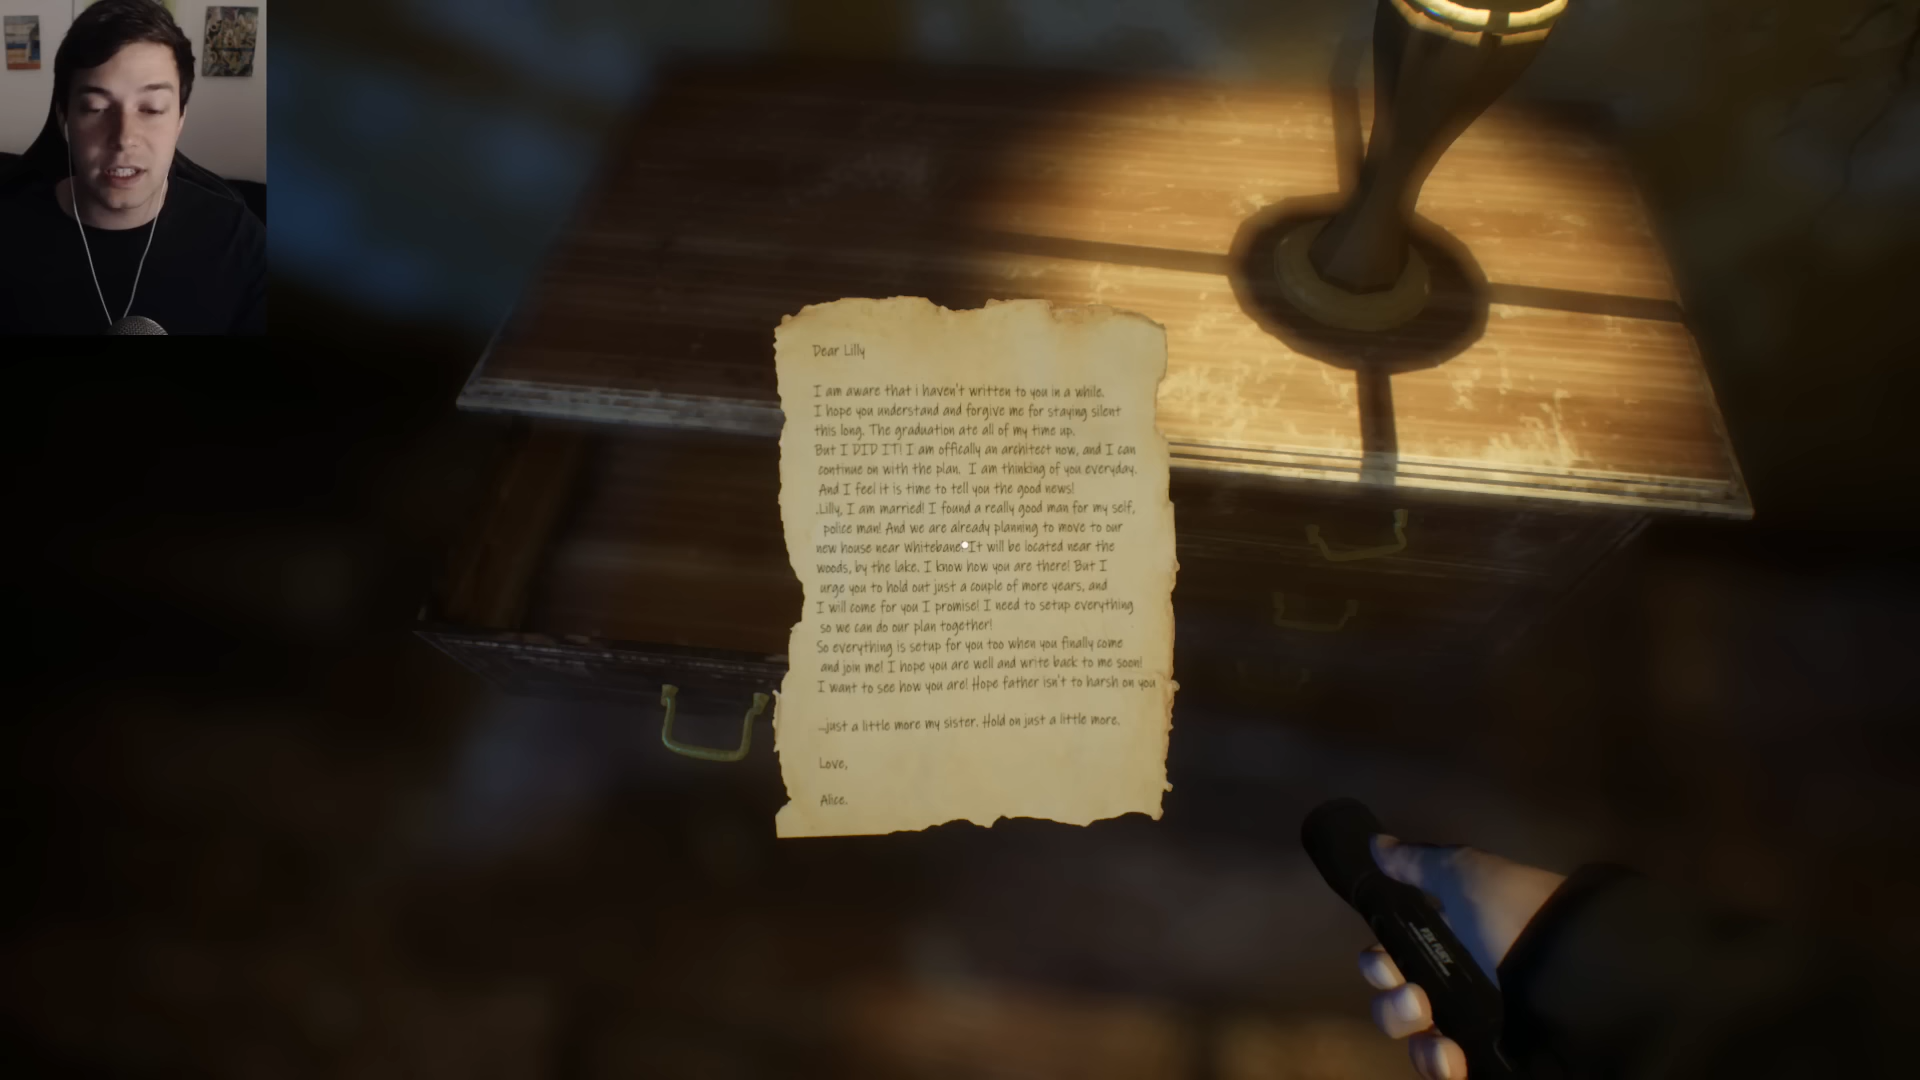 Dear Lilly
I am aware that i haven't written to you in a while.
I hope you understand and forgive me for staying silent
this long. The graduation ate all of my time up.
But I DID IT! I am offically an architect now, and I can
continue on with the plan. I am thinking of you everyday.
And I feel it is time to tell you the good news!
.Lilly, I am married! I found a really good man for my self,
police man! And we are already planning to move to our
new house near Whitebane. It will be located near the
woods, by the lake. I know how you are there! But I
urge you to hold out just a couple of more years, and
I will come for you I promise! I need to setup everything
so we can do our plan together!
So everything is setup for you too when you finally come
and join me! I hope you are well and write back to me soon!
I want to see how you are! Hope father isn't to harsh on you
...just a little more my sister. Hold on just a little more.
Love,
Alice.